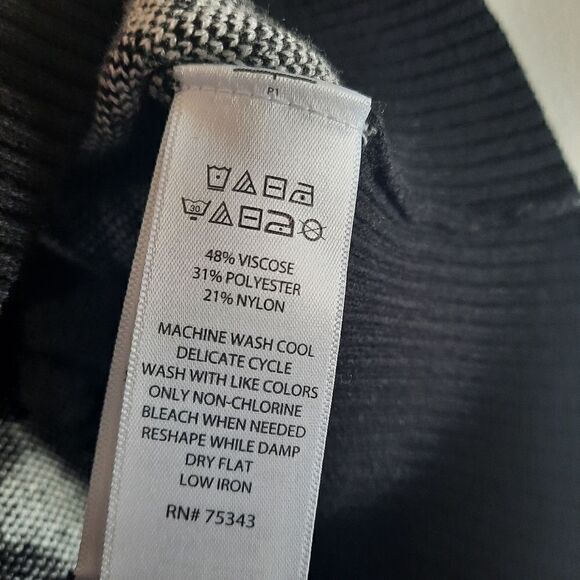 P1
30
48% VISCOSE
31% POLYESTER
21% NYLON
MACHINE WASH COOL
DELICATE CYCLE
WASH WITH LIKE COLORS
ONLY NON-CHLORINE
BLEACH WHEN NEEDED
RESHAPE WHILE DAMP
DRY FLAT
LOW IRON
RN# 75343